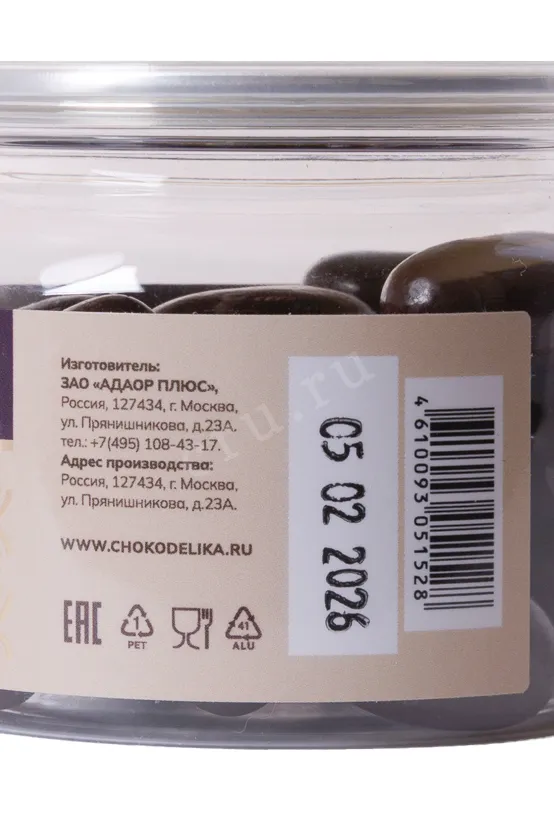 Изготовитель:
ЗАО «АДАОР ПЛЮС»,
Россия, 127434, г. Москва,
ул. Прянишникова, д.23А.
тел.: +7(495) 108-43-17.
Адрес производства:
Россия, 127434, г. Москва,
ул. Прянишникова, д.23А.
WWW.CHOKODELIKA.RU
EAC
1
PET
41
ALU
05 02 2026
4 610093 051528